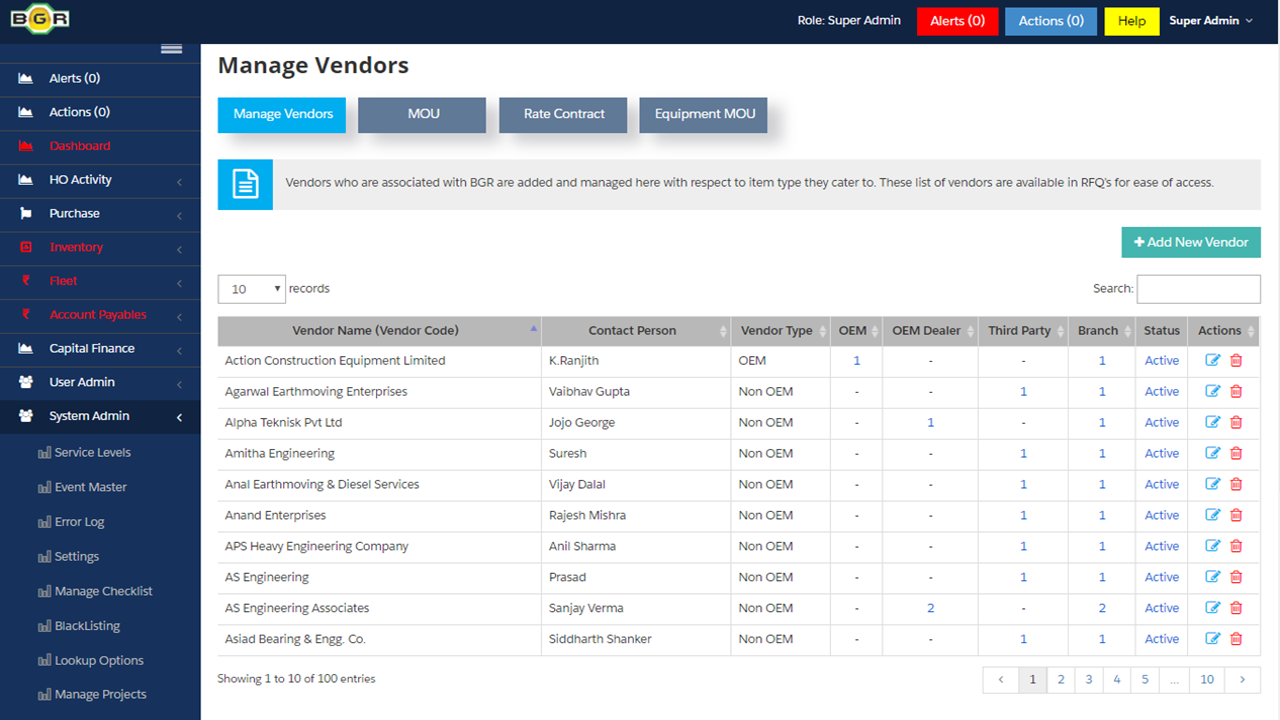 BGR
Role: Super Admin
Alerts (0)
Actions (0)
Help
Super Admin
Alerts (0)
Actions (0)
Dashboard
HO Activity
Purchase
Inventory
Fleet
Account Payables
Capital Finance
User Admin
System Admin
Service Levels
Event Master
Error Log
Settings
Manage Checklist
BlackListing
Lookup Options
Manage Projects
Manage Vendors
Manage Vendors MOU Rate Contract Equipment MOU
Vendors who are associated with BGR are added and managed here with respect to item type they cater to. These list of vendors are available in RFQ's for ease of access.
Add New Vendor
10 records
Search:
Vendor Name (Vendor Code) Contact Person Vendor Type OEM OEM Dealer Third Party Branch Status Actions
Action Construction Equipment Limited K.Ranjith OEM 1 - - 1 Active
Agarwal Earthmoving Enterprises Vaibhav Gupta Non OEM - - 1 1 Active
Alpha Teknisk Pvt Ltd Jojo George Non OEM - 1 - 1 Active
Amitha Engineering Suresh Non OEM - - 1 1 Active
Anal Earthmoving & Diesel Services Vijay Dalal Non OEM - - 1 1 Active
Anand Enterprises Rajesh Mishra Non OEM - - 1 1 Active
APS Heavy Engineering Company Anil Sharma Non OEM - - 1 1 Active
AS Engineering Prasad Non OEM - - 1 1 Active
AS Engineering Associates Sanjay Verma Non OEM - 2 - 2 Active
Asiad Bearing & Engg. Co. Siddharth Shanker Non OEM - - 1 1 Active
Showing 1 to 10 of 100 entries
< 1 2 3 4 5 ... 10 >